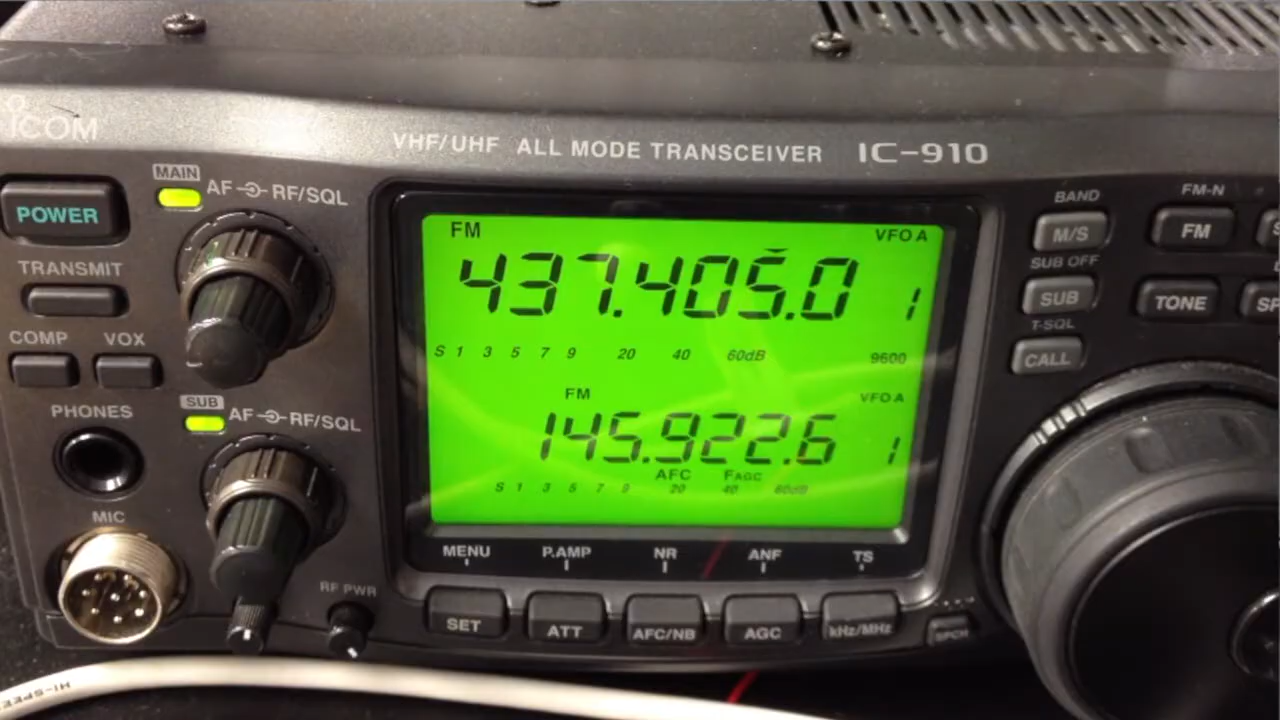 ICOM
VHF/UHF ALL MODE TRANSCEIVER IC-910
MAIN
AF RF/SQL
POWER
TRANSMIT
COMP VOX
SUB
AF RF/SQL
PHONES
MIC
RF PWR
FM VFO A
437.405.0 1
S 1 3 5 7 9 20 40 60dB 9600
FM VFO A
145.922.6 1
AFC FAGC
S 1 3 5 7 9 20 40 60dB
MENU P.AMP NR ANF TS
SET ATT AFC/NB AGC kHz/MHz SPCH
BAND FM-N
M/S FM
SUB OFF
SUB TONE
T-SQL
CALL
HI-SPEE